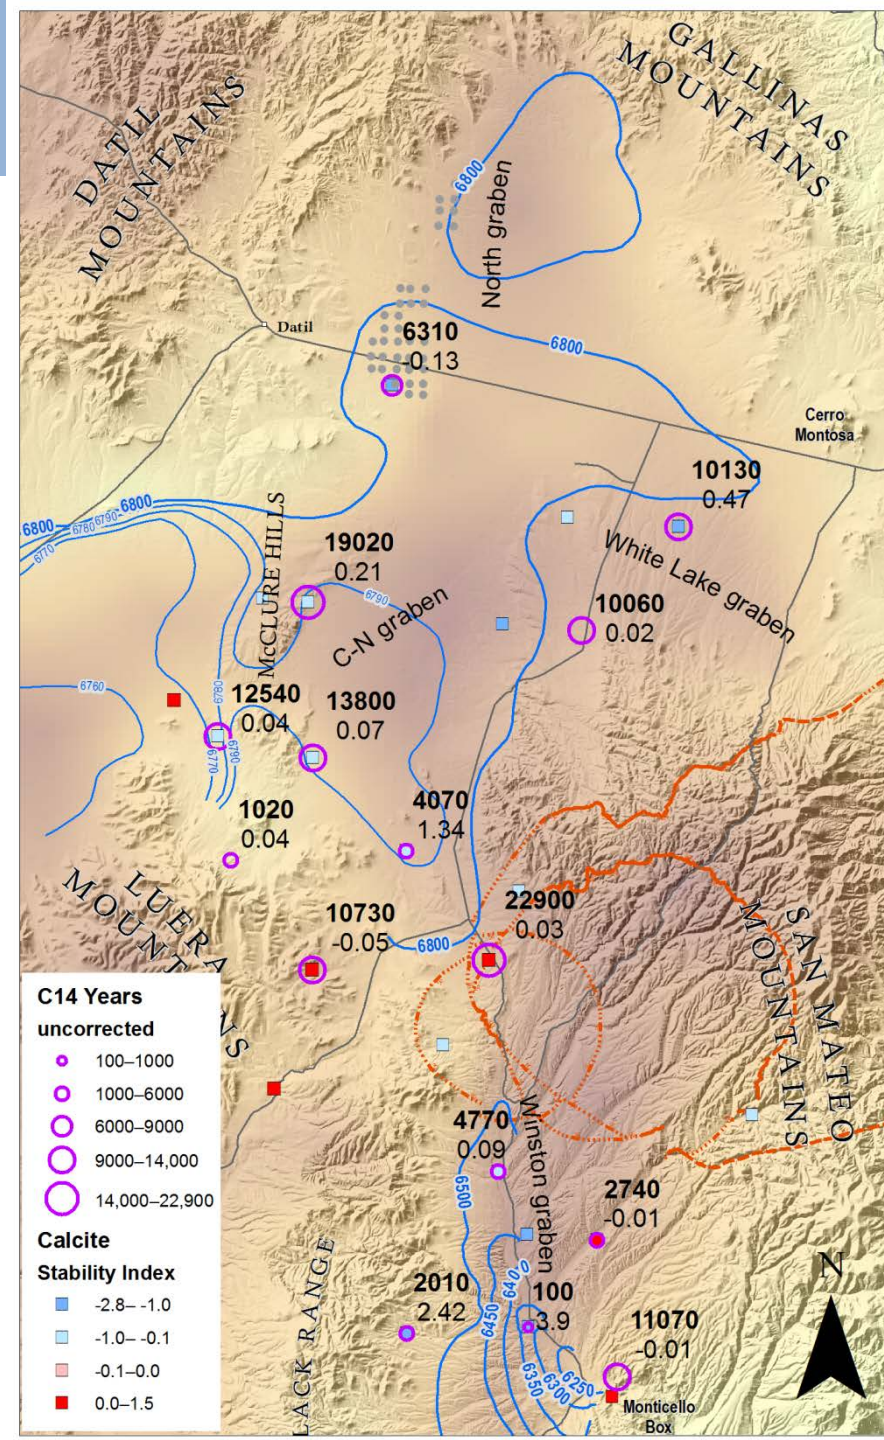 GALLINAS
MOUNTAINS
DATIL
MOUNTAINS
6800
North graben
Datil
6310
-0.13
6800
Cerro
Montosa
10130
0.47
6800
6790
6780
6800
6770
McCLURE HILLS
19020
0.21
6790
C-N graben
White Lake graben
10060
0.02
6760
6780
12540
0.04
13800
0.07
6790
6770
1020
0.04
4070
1.34
LUERA
MOUNTAINS
10730
-0.05
22900
0.03
6800
SAN MATEO
MOUNTAINS
C14 Years
uncorrected
100–1000
1000–6000
6000–9000
9000–14,000
14,000–22,900
Calcite
Stability Index
-2.8– -1.0
-1.0– -0.1
-0.1–0.0
0.0–1.5
4770
0.09
Winston graben
6500
2740
-0.01
6400
6450
2010
2.42
100
3.9
11070
-0.01
6350
6300
6250
LACK RANGE
Monticello
Box
N